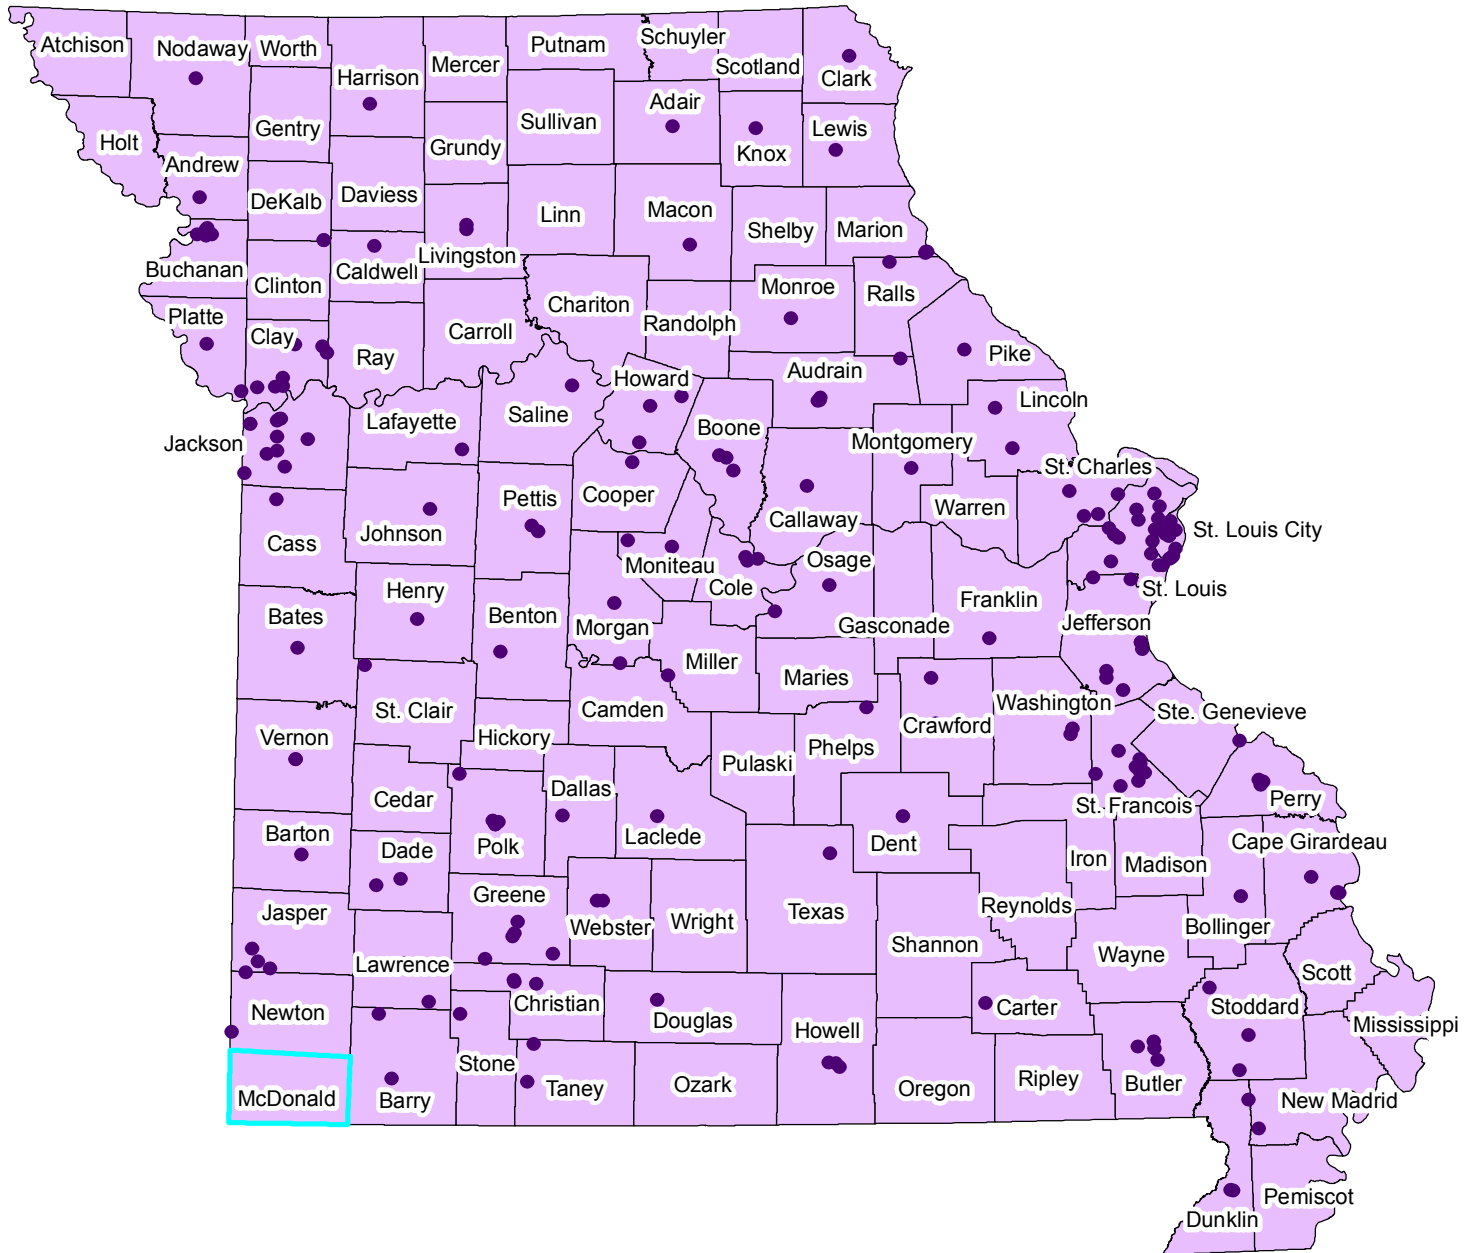 Atchison
Nodaway
Worth
Harrison
Mercer
Putnam
Schuyler
Scotland
Clark
Holt
Gentry
Grundy
Sullivan
Adair
Knox
Lewis
Andrew
DeKalb
Daviess
Linn
Macon
Shelby
Marion
Buchanan
Clinton
Caldwell
Livingston
Chariton
Randolph
Monroe
Ralls
Platte
Clay
Ray
Carroll
Howard
Audrain
Pike
Jackson
Lafayette
Saline
Boone
Montgomery
Lincoln
St. Charles
Cass
Johnson
Pettis
Cooper
Callaway
Warren
St. Louis City
St. Louis
Bates
Henry
Benton
Morgan
Moniteau
Cole
Osage
Gasconade
Franklin
Jefferson
Vernon
St. Clair
Hickory
Camden
Miller
Maries
Phelps
Crawford
Washington
Ste. Genevieve
Barton
Cedar
Polk
Dallas
Laclede
Pulaski
Dent
Iron
St. Francois
Madison
Perry
Cape Girardeau
Jasper
Dade
Greene
Webster
Wright
Texas
Shannon
Reynolds
Wayne
Bollinger
Scott
Newton
Lawrence
Christian
Douglas
Howell
Carter
Stoddard
Mississippi
McDonald
Barry
Stone
Taney
Ozark
Oregon
Ripley
Butler
New Madrid
Dunklin
Pemiscot